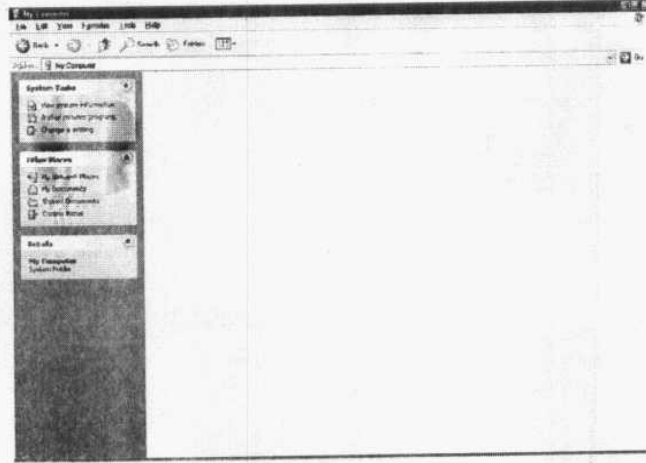 My Computer
File Edit View Favorites Tools Help
Back Search Folders
Address My Computer Go
System Tasks
View system information
Add or remove programs
Change a setting
Other Places
My Network Places
My Documents
Shared Documents
Control Panel
Details
My Computer
System Folder